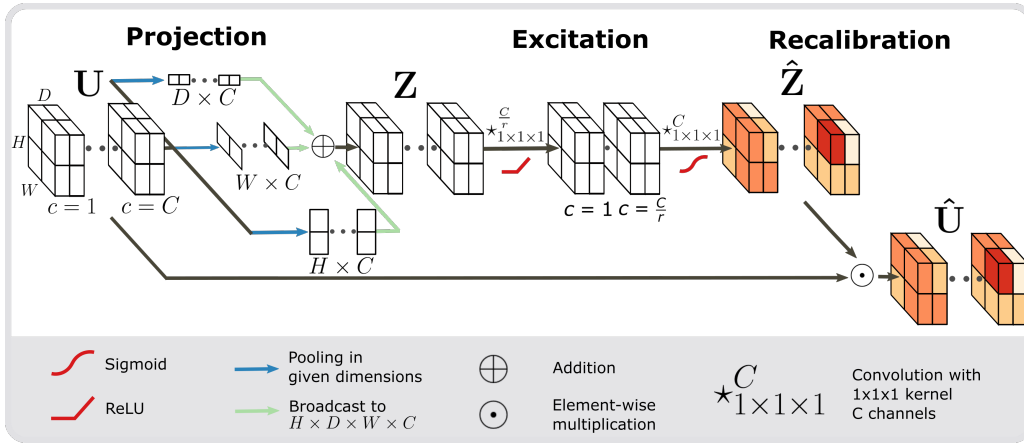 Projection
Excitation
Recalibration
U
D
H
W
c = 1
c = C
D × C
W × C
H × C
Z
⋆^{C/r}_{1×1×1}
c = 1
c = C/r
⋆^{C}_{1×1×1}
Ẑ
Û
Sigmoid
ReLU
Pooling in
given dimensions
Broadcast to
H × D × W × C
Addition
Element-wise
multiplication
⋆^{C}_{1×1×1}
Convolution with
1x1x1 kernel
C channels